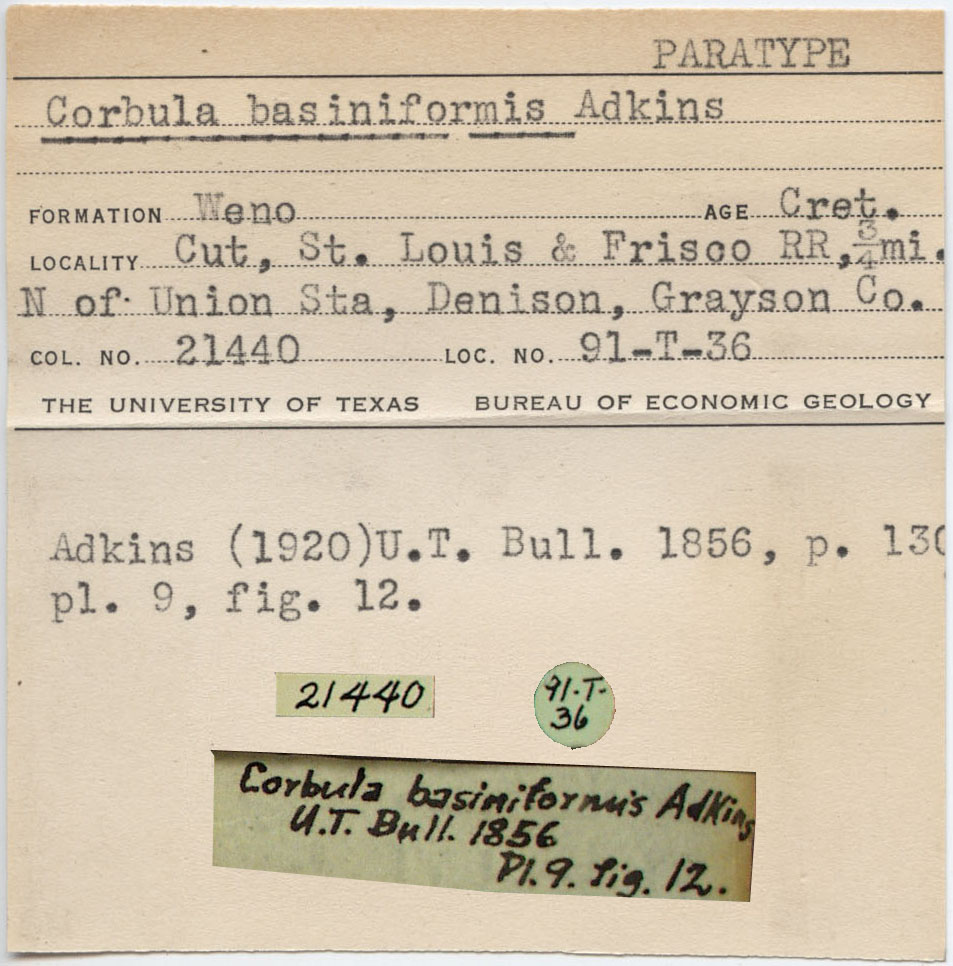 PARATYPE
Corbula basiniformis Adkins
FORMATION Weno AGE Cret.
LOCALITY Cut, St. Louis & Frisco RR, 3/4 mi.
N of Union Sta, Denison, Grayson Co.
COL. NO. 21440 LOC. NO. 91-T-36
THE UNIVERSITY OF TEXAS BUREAU OF ECONOMIC GEOLOGY
Adkins (1920)U.T. Bull. 1856, p. 130
pl. 9, fig. 12.
21440
91-T-
36
Corbula basiniformis Adkins
U.T. Bull. 1856
Pl. 9. fig. 12.